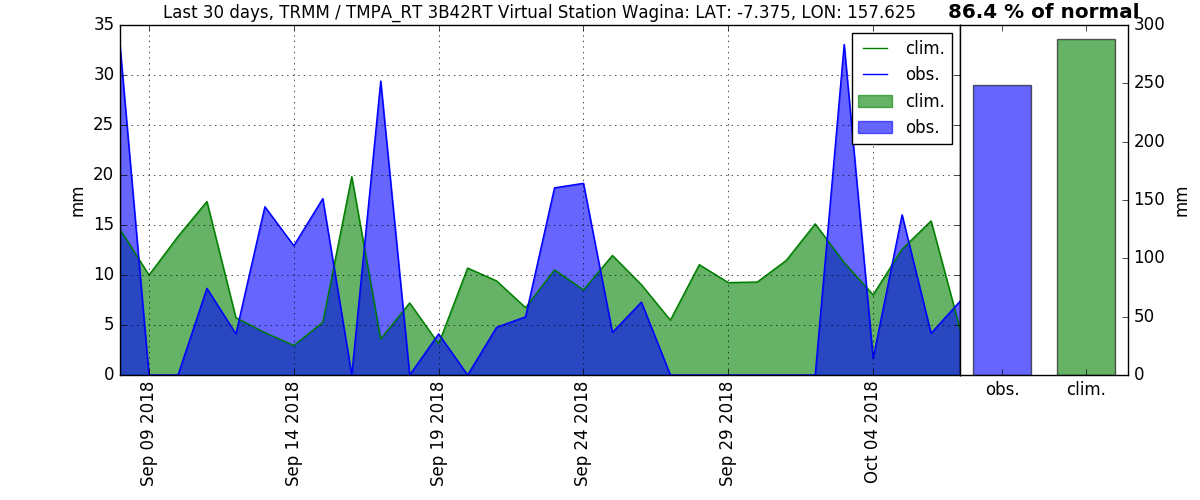 Last 30 days, TRMM / TMPA_RT 3B42RT Virtual Station Wagina: LAT: -7.375, LON: 157.625
86.4 % of normal
35
30
25
20
15
10
5
0
mm
clim.
obs.
clim.
obs.
300
250
200
150
100
50
0
mm
Sep 09 2018
Sep 14 2018
Sep 19 2018
Sep 24 2018
Sep 29 2018
Oct 04 2018
obs.
clim.